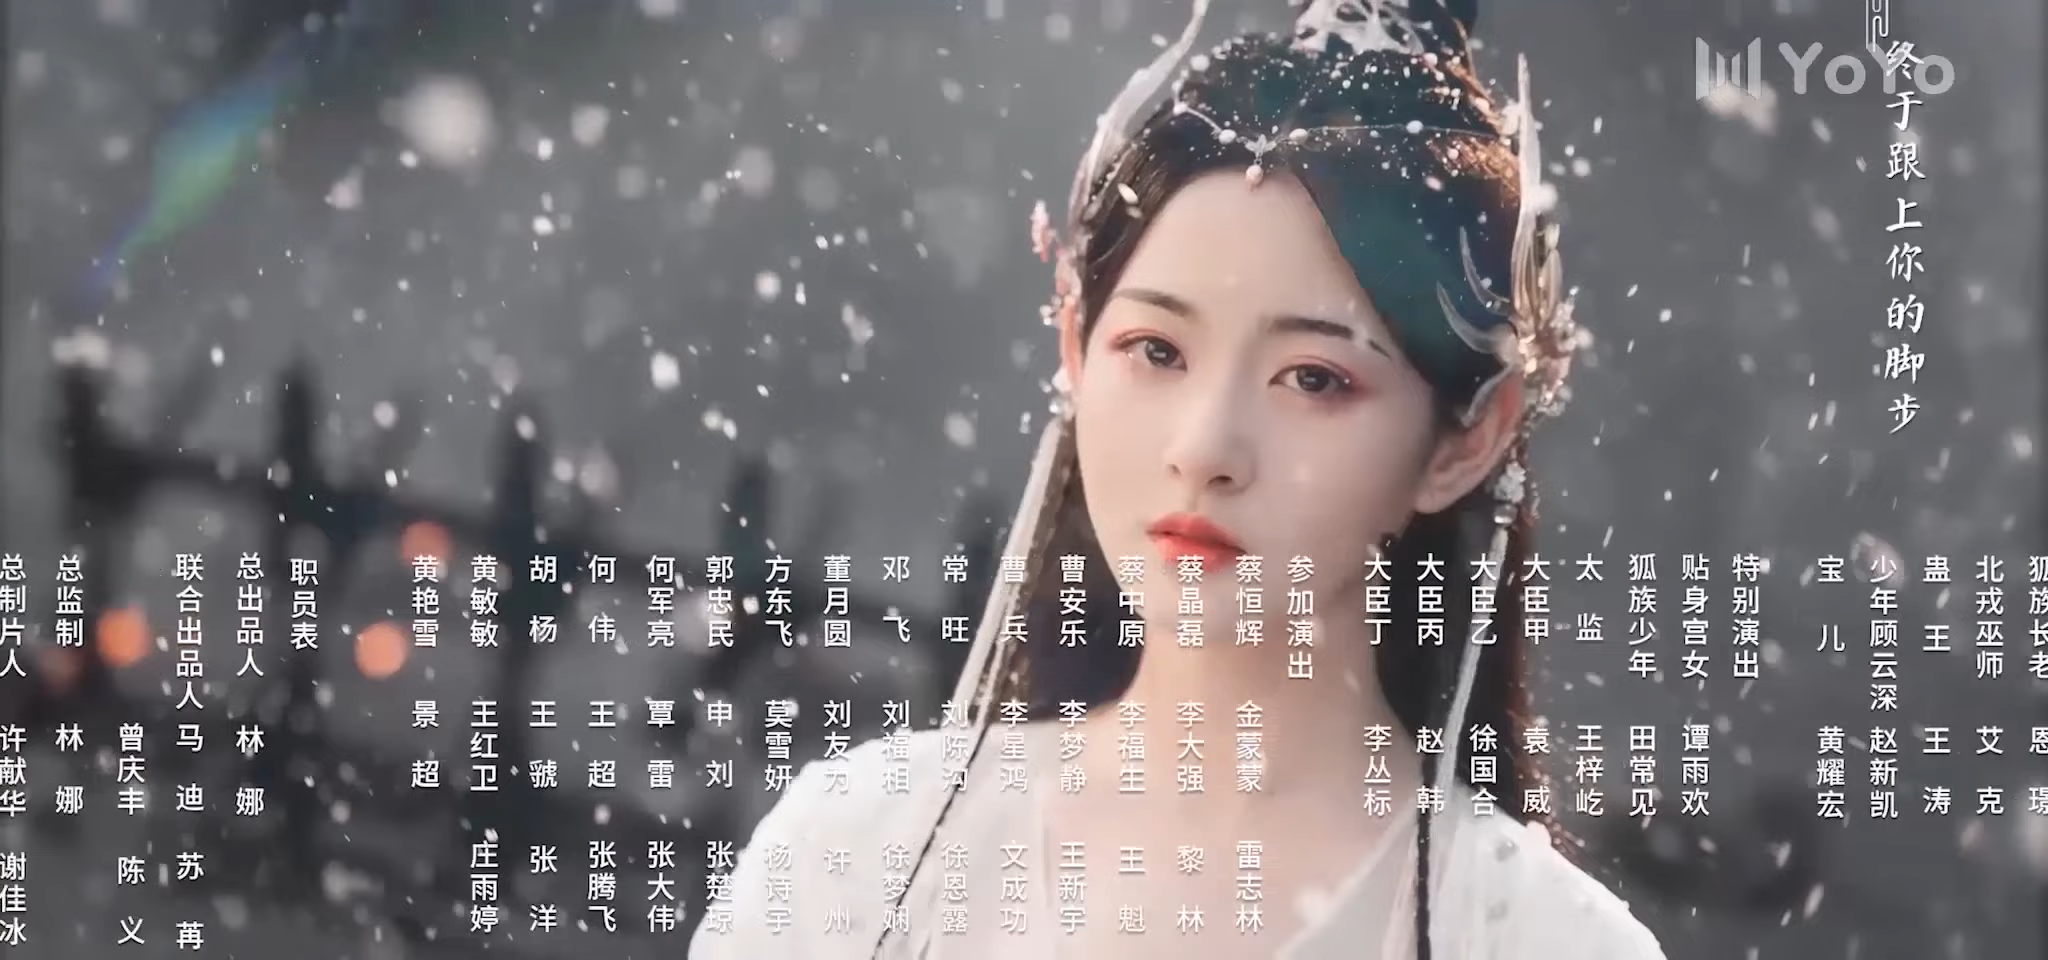 YoYo
终于跟上你的脚步
狐族长老 恩璟
北戎巫师 艾克
蛊王 王涛
少年顾云深 赵新凯
宝儿 黄耀宏
特别演出
贴身宫女 谭雨欢
狐族少年 田常见
太监 王梓屹
大臣甲 袁威
大臣乙 徐国合
大臣丙 赵韩
大臣丁 李丛标
参加演出
蔡恒辉 金蒙蒙 雷志林
蔡晶磊 李大强 黎林
蔡中原 李福生 王魁
曹安乐 李梦静 王新宇
曹兵 李星鸿 文成功
常旺 刘陈沟 徐恩露
邓飞 刘福相 徐梦娴
董月圆 刘友为 许州
方东飞 莫雪妍 杨诗宇
郭忠民 申刘 张楚琼
何军亮 覃雷 张大伟
何伟 王超 张腾飞
胡杨 王虢 张洋
黄敏敏 王红卫 庄雨婷
黄艳雪 景超
职员表
总出品人 林娜
联合出品人 马迪 苏苒
曾庆丰 陈义
总监制 林娜
总制片人 许献华 谢佳冰